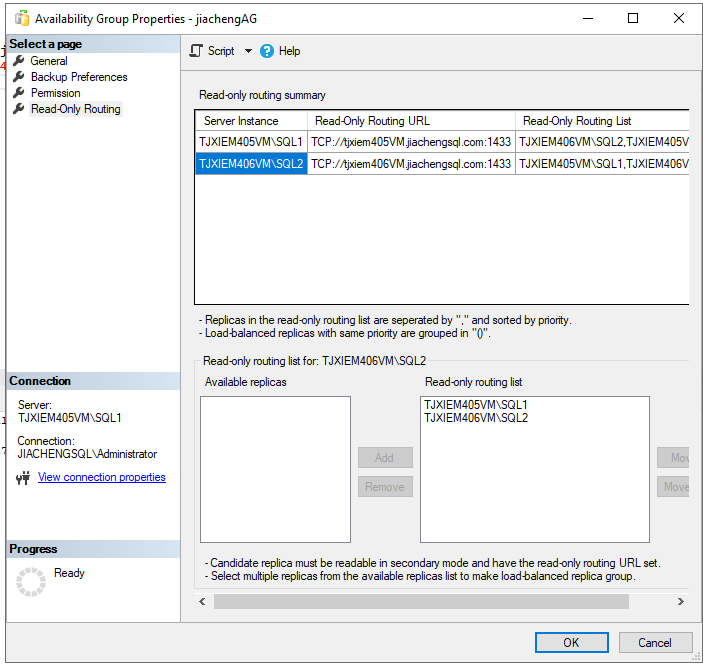 Availability Group Properties - jiachengAG
Select a page
General
Backup Preferences
Permission
Read-Only Routing
Script
Help
Read-only routing summary
Server Instance Read-Only Routing URL Read-Only Routing List
TJXIEM405VM\SQL1 TCP://tjxiem405VM.jiachengsql.com:1433 TJXIEM406VM\SQL2,TJXIEM405V
TJXIEM406VM\SQL2 TCP://tjxiem406VM.jiachengsql.com:1433 TJXIEM405VM\SQL1,TJXIEM406V
- Replicas in the read-only routing list are seperated by "," and sorted by priority.
- Load-balanced replicas with same priority are grouped in "()".
Read-only routing list for: TJXIEM406VM\SQL2
Available replicas Read-only routing list
TJXIEM405VM\SQL1
TJXIEM406VM\SQL2
Add
Remove
Mov
Move
- Candidate replica must be readable in secondary mode and have the read-only routing URL set.
- Select multiple replicas from the available replicas list to make load-balanced replica group.
Connection
Server:
TJXIEM405VM\SQL1
Connection:
JIACHENGSQL\Administrator
View connection properties
Progress
Ready
OK
Cancel